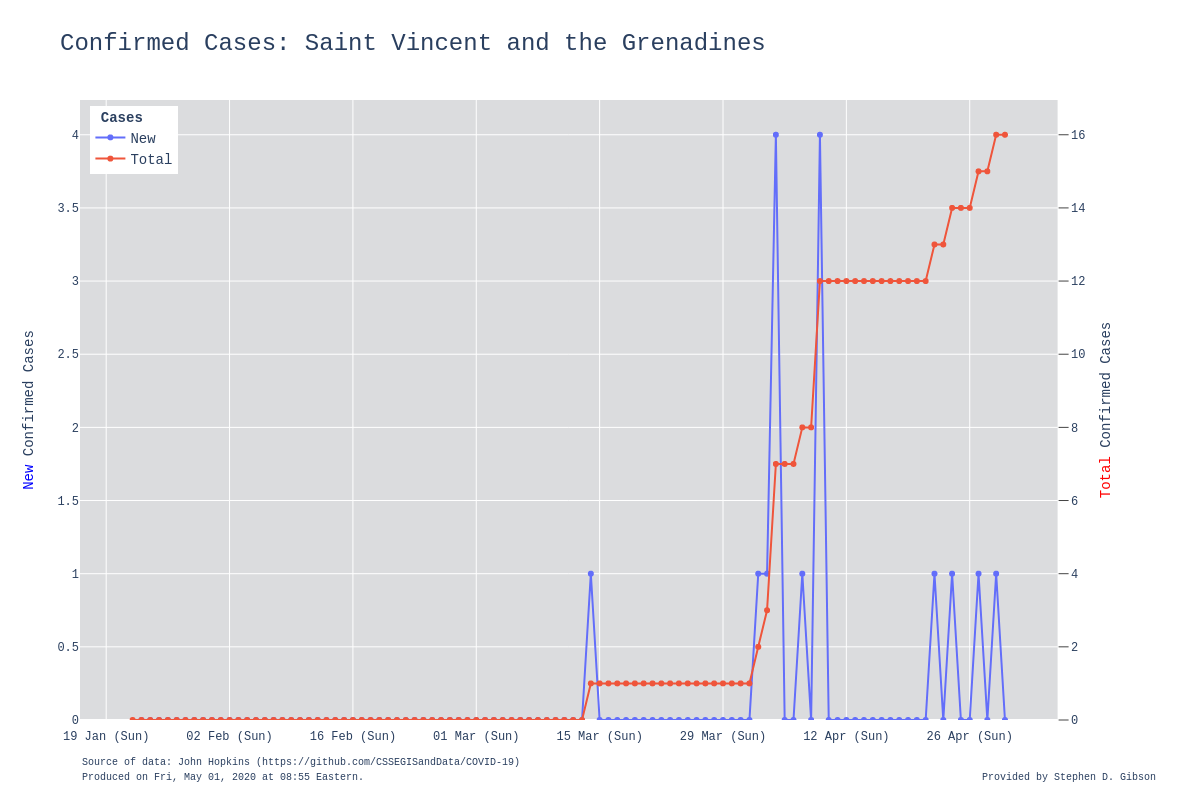 Confirmed Cases: Saint Vincent and the Grenadines
Cases
New
Total
4
3.5
3
2.5
2
1.5
1
0.5
0
New Confirmed Cases
16
14
12
10
8
6
4
2
0
Total Confirmed Cases
19 Jan (Sun) 02 Feb (Sun) 16 Feb (Sun) 01 Mar (Sun) 15 Mar (Sun) 29 Mar (Sun) 12 Apr (Sun) 26 Apr (Sun)
Source of data: John Hopkins (https://github.com/CSSEGISandData/COVID-19)
Produced on Fri, May 01, 2020 at 08:55 Eastern.
Provided by Stephen D. Gibson